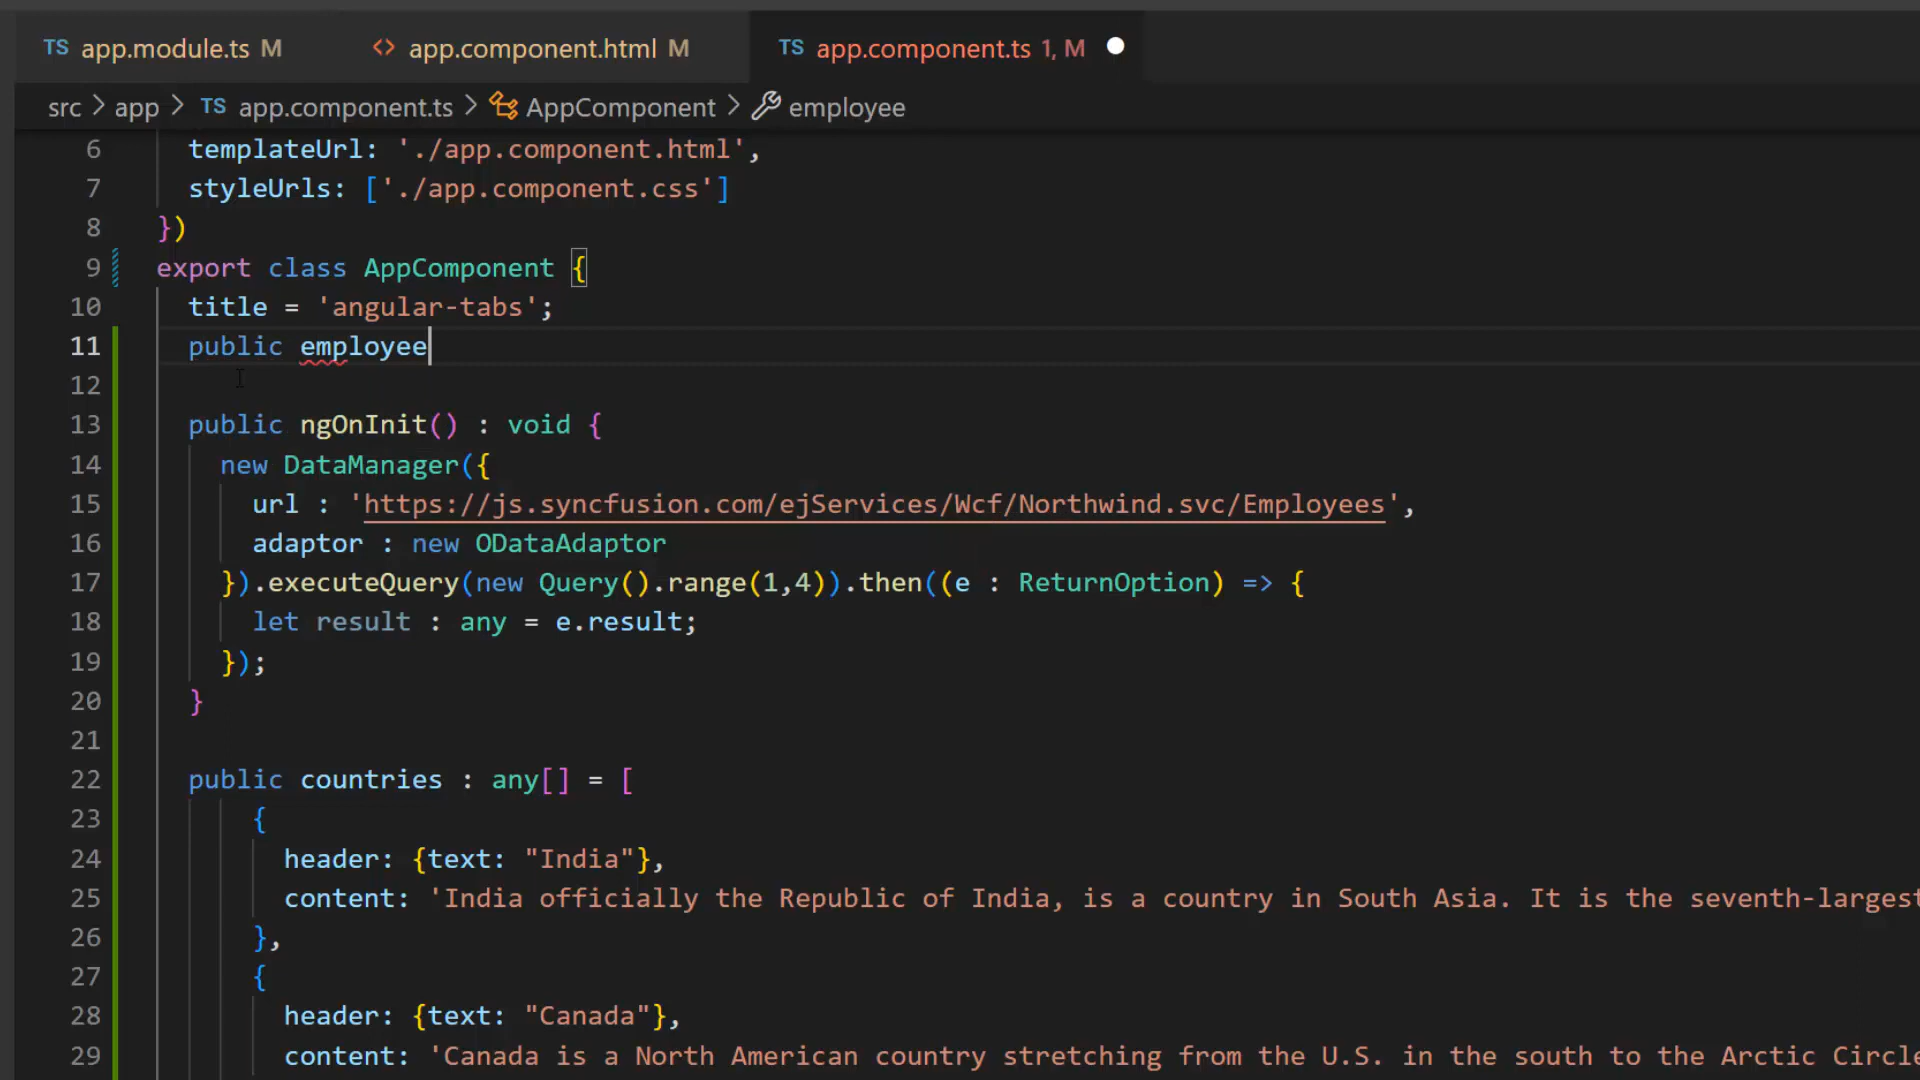 TS app.module.ts M <> app.component.html M TS app.component.ts 1, M
src > app > TS app.component.ts > AppComponent > employee
6 templateUrl: './app.component.html',
7 styleUrls: ['./app.component.css']
8 })
9 export class AppComponent {
10 title = 'angular-tabs';
11 public employee
12
13 public ngOnInit() : void {
14 new DataManager({
15 url : 'https://js.syncfusion.com/ejServices/Wcf/Northwind.svc/Employees',
16 adaptor : new ODataAdaptor
17 }).executeQuery(new Query().range(1,4)).then((e : ReturnOption) => {
18 let result : any = e.result;
19 });
20 }
21
22 public countries : any[] = [
23 {
24 header: {text: "India"},
25 content: 'India officially the Republic of India, is a country in South Asia. It is the seventh-largest
26 },
27 {
28 header: {text: "Canada"},
29 content: 'Canada is a North American country stretching from the U.S. in the south to the Arctic Circle